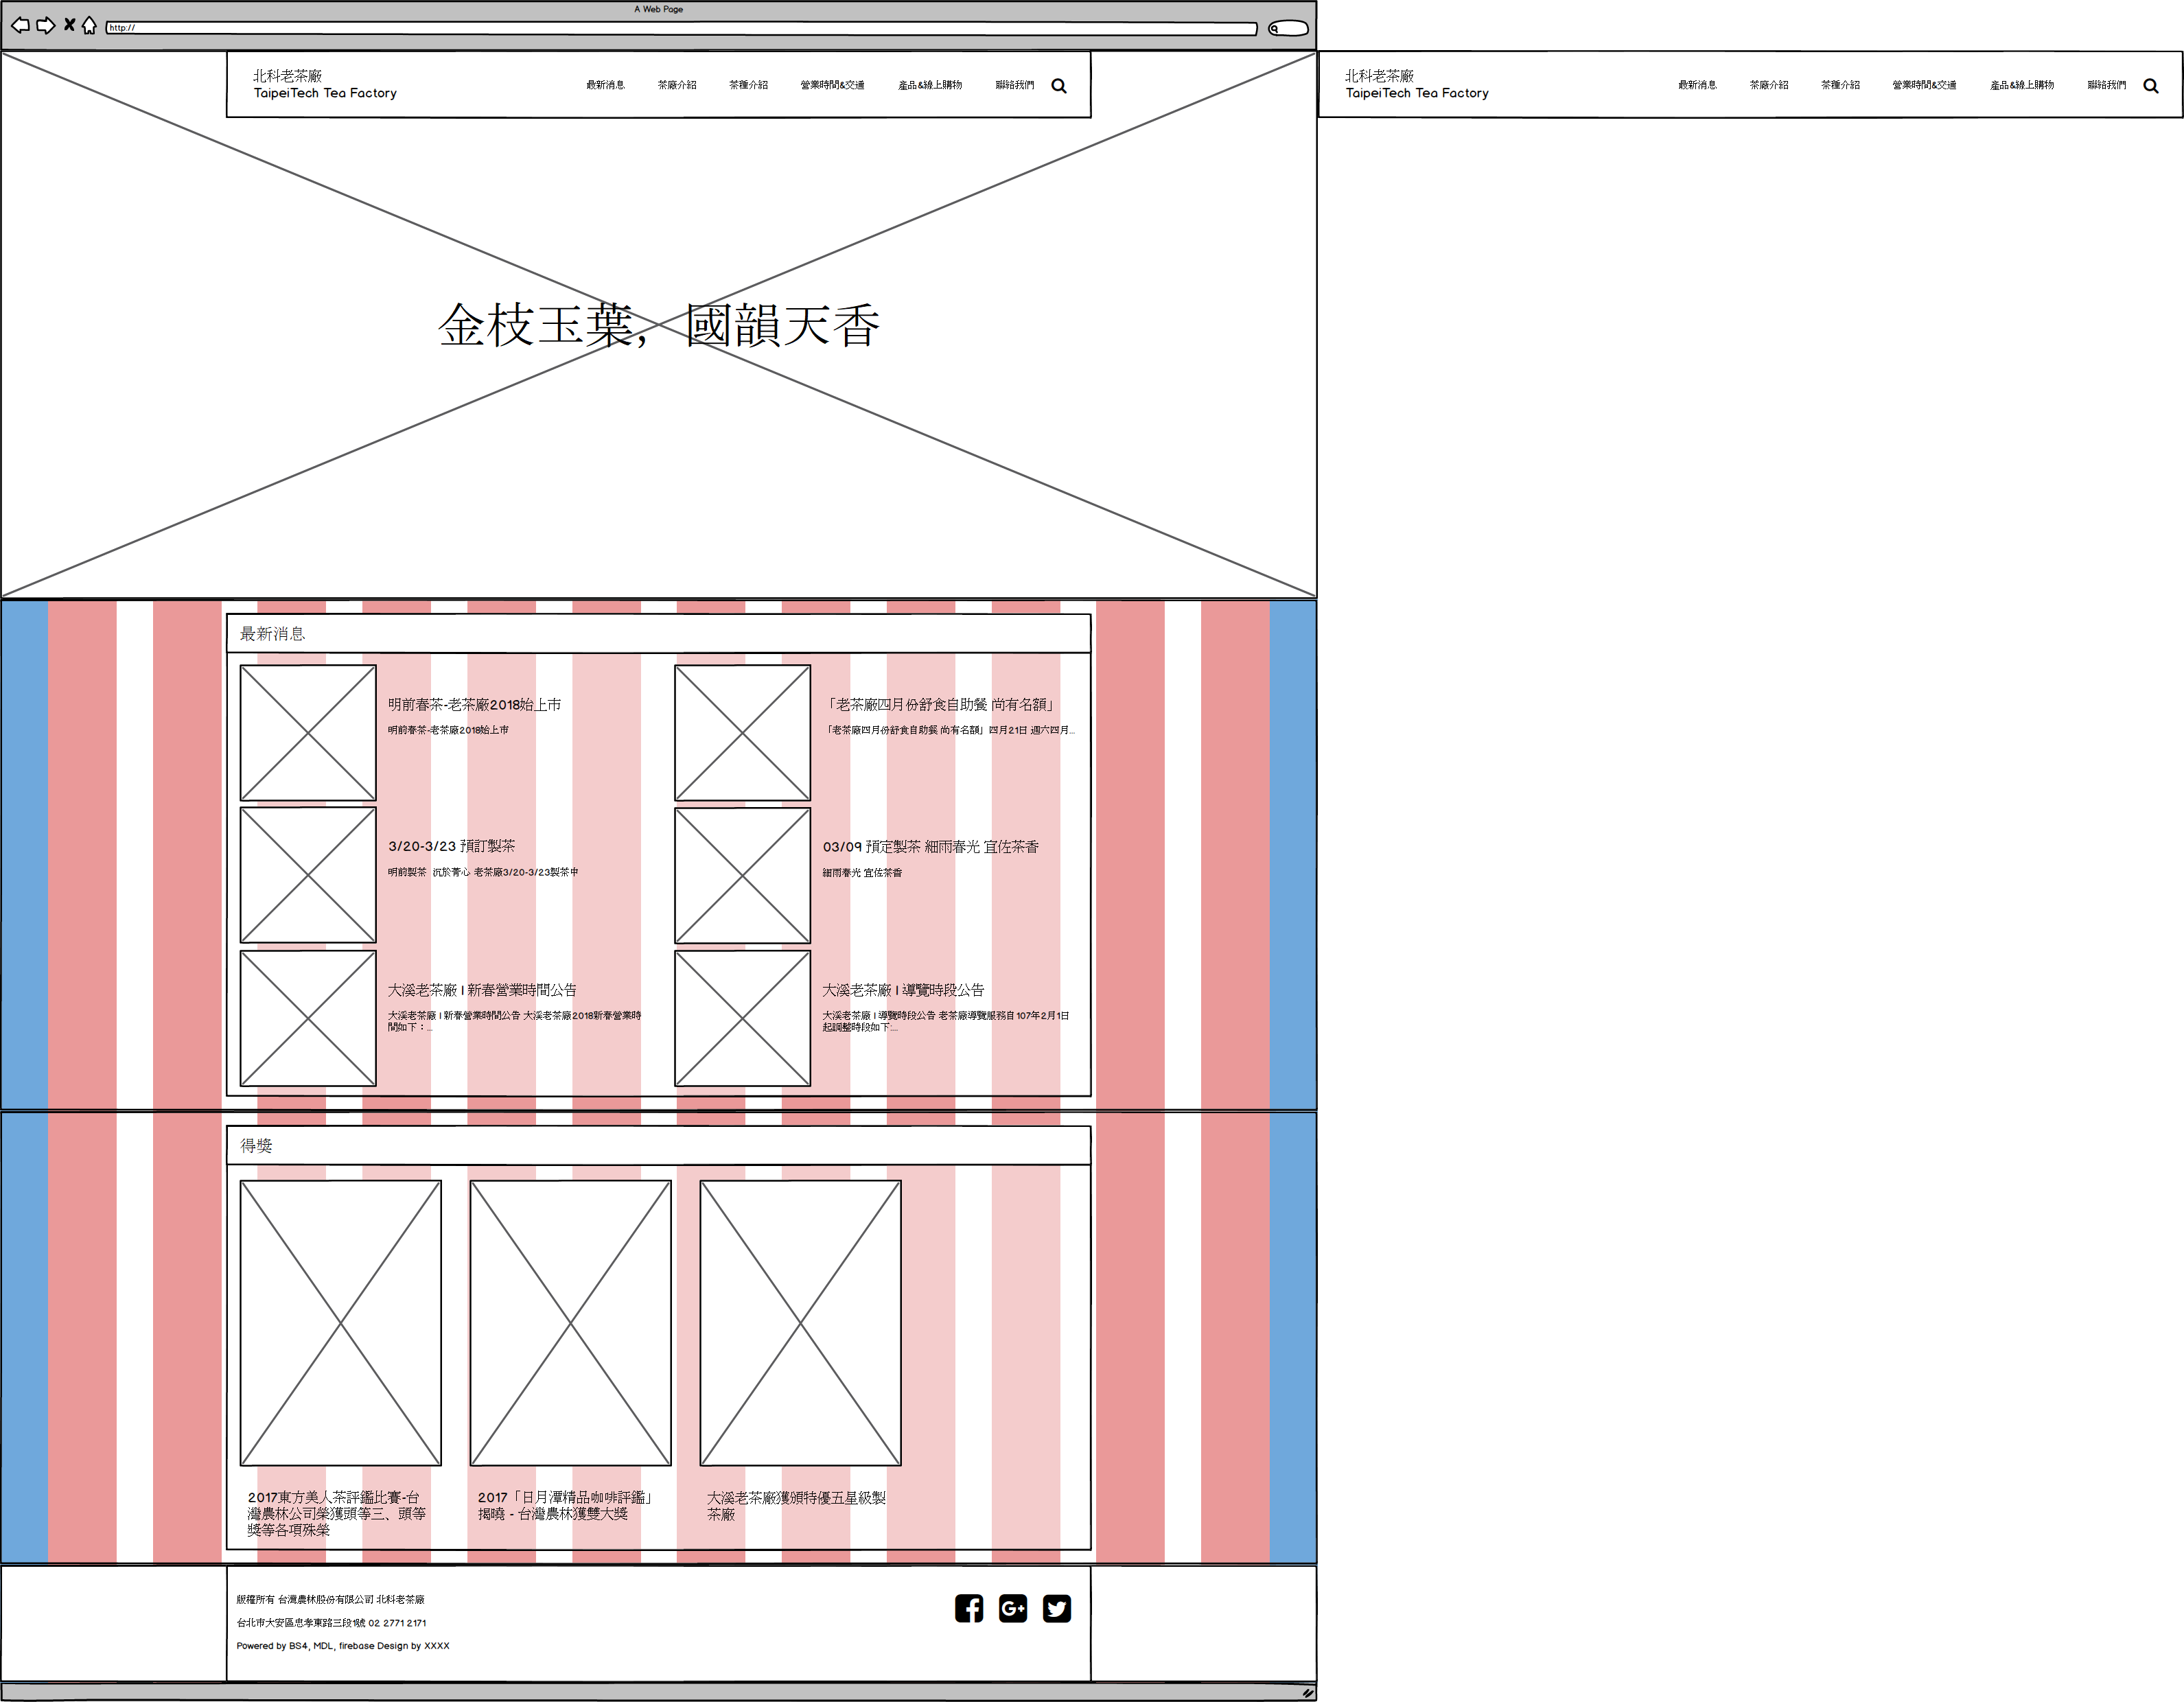 A Web Page
http://
北科老茶廠
TaipeiTech Tea Factory
最新消息
茶廠介紹
茶種介紹
營業時間&交通
產品&線上購物
聯絡我們
北科老茶廠
TaipeiTech Tea Factory
最新消息
茶廠介紹
茶種介紹
營業時間&交通
產品&線上購物
聯絡我們
金枝玉葉，國韻天香
最新消息
明前春茶-老茶廠2018始上市
明前春茶-老茶廠2018始上市
「老茶廠四月份舒食自助餐 尚有名額」
「老茶廠四月份舒食自助餐 尚有名額」四月21日 週六四月...
3/20-3/23 預訂製茶
明前製茶 沉於菁心 老茶廠3/20-3/23製茶中
03/09 預定製茶 細雨春光 宜佐茶香
細雨春光 宜佐茶香
大溪老茶廠 | 新春營業時間公告
大溪老茶廠 | 新春營業時間公告 大溪老茶廠2018新春營業時
間如下：...
大溪老茶廠 | 導覽時段公告
大溪老茶廠 | 導覽時段公告 老茶廠導覽服務自107年2月1日
起調整時段如下:...
得獎
2017東方美人茶評鑑比賽-台
灣農林公司榮獲頭等三、頭等
獎等各項殊榮
2017「日月潭精品咖啡評鑑」
揭曉 - 台灣農林獲雙大獎
大溪老茶廠獲頒特優五星級製
茶廠
版權所有 台灣農林股份有限公司 北科老茶廠
台北市大安區忠孝東路三段1號 02 2771 2171
Powered by BS4, MDL, firebase Design by XXXX